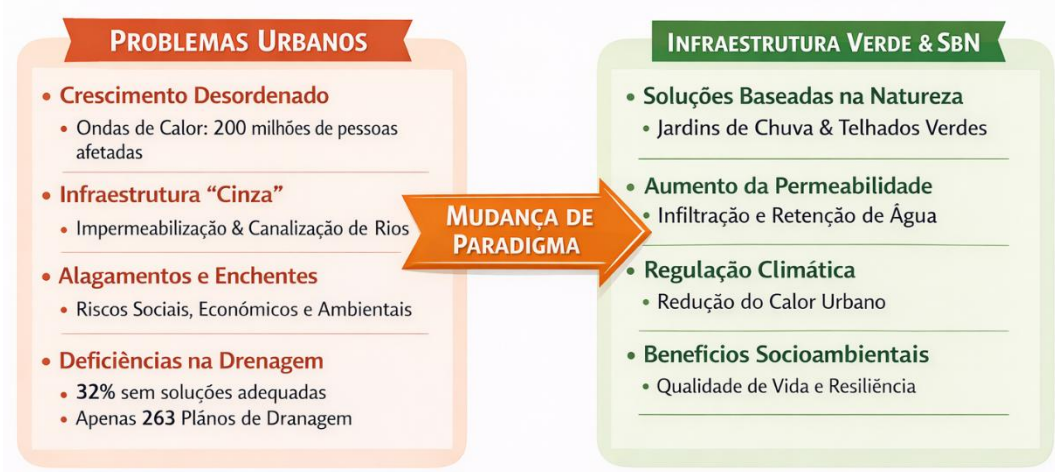 PROBLEMAS URBANOS
• Crescimento Desordenado
• Ondas de Calor: 200 milhões de pessoas
afetadas
• Infraestrutura “Cinza”
• Impermeabilização & Canalização de Rios
• Alagamentos e Enchentes
• Riscos Sociais, Económicos e Ambientais
• Deficièncias na Drenagem
• 32% sem soluções adequadas
• Apenas 263 Plános de Dranagem
MUDANÇA DE
PARADIGMA
INFRAESTRUTURA VERDE & SBN
• Soluções Baseadas na Natureza
• Jardins de Chuva & Telhados Verdes
• Aumento da Permeabilidade
• Infiltração e Retenção de Água
• Regulação Climática
• Redução do Calor Urbano
• Beneficios Socioambientais
• Qualidade de Vida e Resiliência